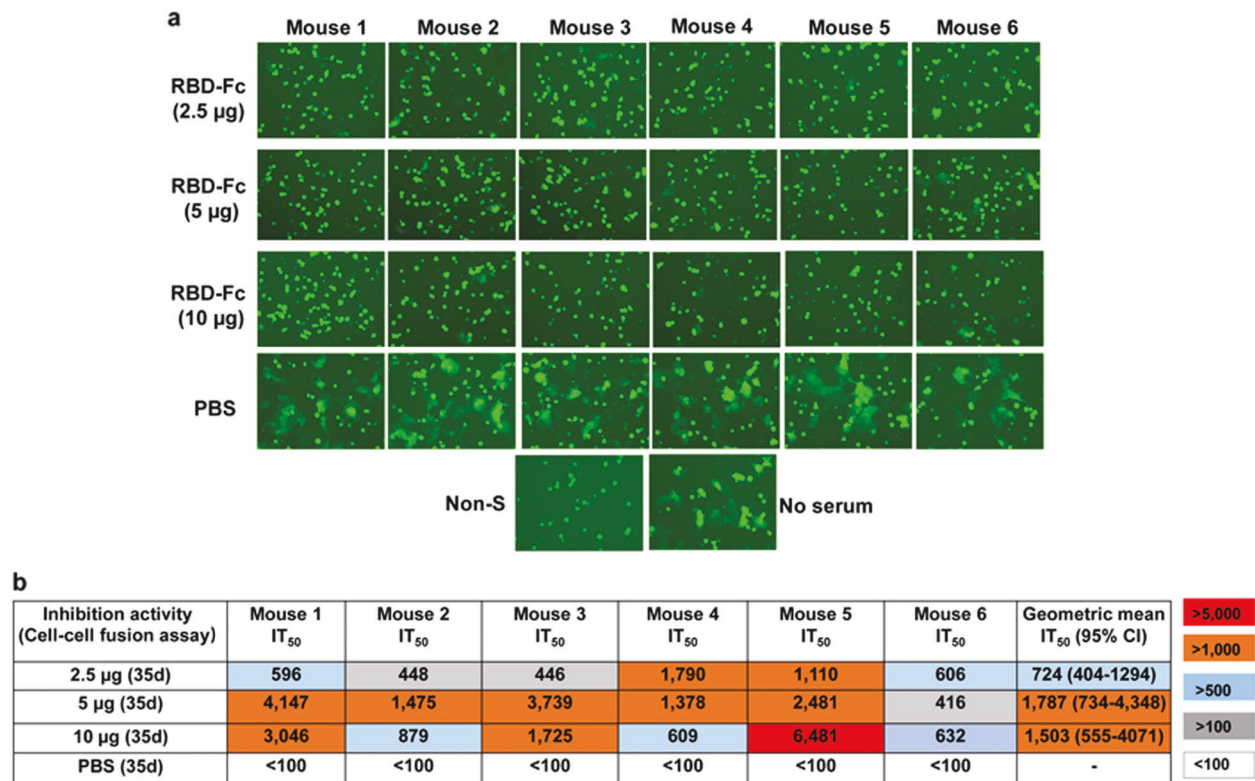 a
Mouse 1 Mouse 2 Mouse 3 Mouse 4 Mouse 5 Mouse 6
RBD-Fc
(2.5 µg)
RBD-Fc
(5 µg)
RBD-Fc
(10 µg)
PBS
Non-S No serum
b
Inhibition activity
(Cell-cell fusion assay)
Mouse 1
IT50
Mouse 2
IT50
Mouse 3
IT50
Mouse 4
IT50
Mouse 5
IT50
Mouse 6
IT50
Geometric mean
IT50 (95% CI)
2.5 µg (35d) 596 448 446 1,790 1,110 606 724 (404-1294)
5 µg (35d) 4,147 1,475 3,739 1,378 2,481 416 1,787 (734-4,348)
10 µg (35d) 3,046 879 1,725 609 6,481 632 1,503 (555-4071)
PBS (35d) <100 <100 <100 <100 <100 <100 -
>5,000
>1,000
>500
>100
<100